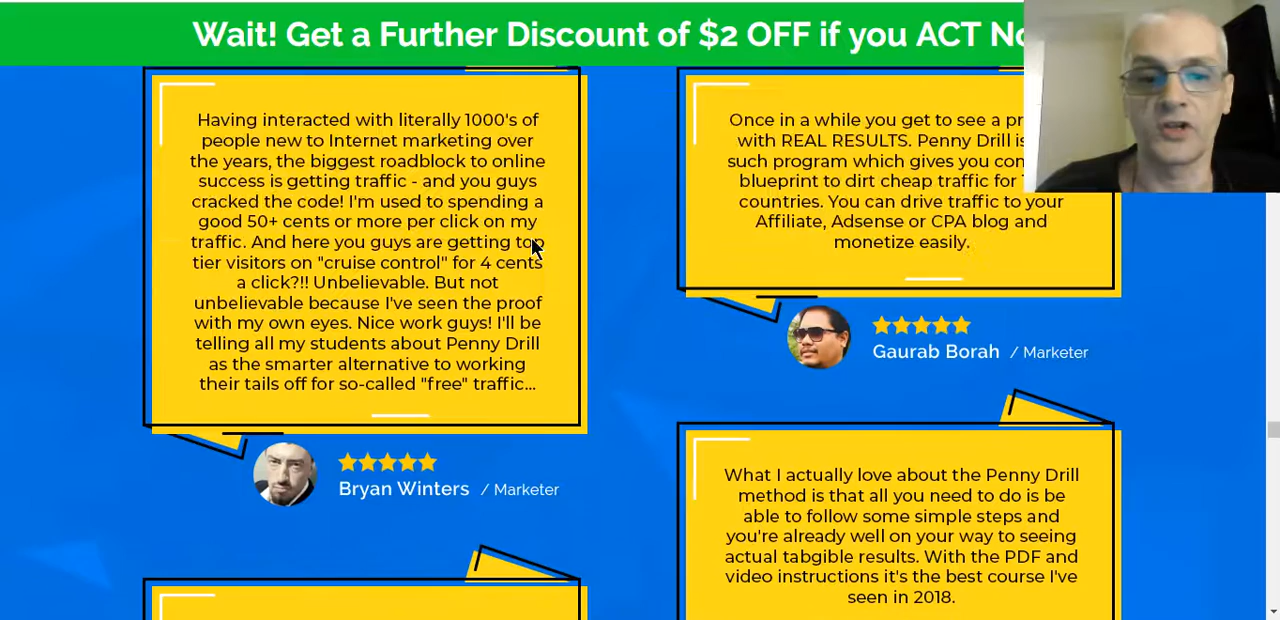 Wait! Get a Further Discount of $2 OFF if you ACT
Having interacted with literally 1000's of
people new to Internet marketing over
the years, the biggest roadblock to online
success is getting traffic - and you guys
cracked the code! I'm used to spending a
good 50+ cents or more per click on my
traffic. And here you guys are getting top
tier visitors on "cruise control" for 4 cents
a click?!! Unbelievable. But not
unbelievable because I've seen the proof
with my own eyes. Nice work guys! I'll be
telling all my students about Penny Drill
as the smarter alternative to working
their tails off for so-called "free" traffic...
Bryan Winters / Marketer
Once in a while you get to see a
with REAL RESULTS. Penny Drill is
such program which gives you
blueprint to dirt cheap traffic for
countries. You can drive traffic to your
Affiliate, Adsense or CPA blog and
monetize easily.
Gaurab Borah / Marketer
What I actually love about the Penny Drill
method is that all you need to do is be
able to follow some simple steps and
you're already well on your way to seeing
actual tabgible results. With the PDF and
video instructions it's the best course I've
seen in 2018.